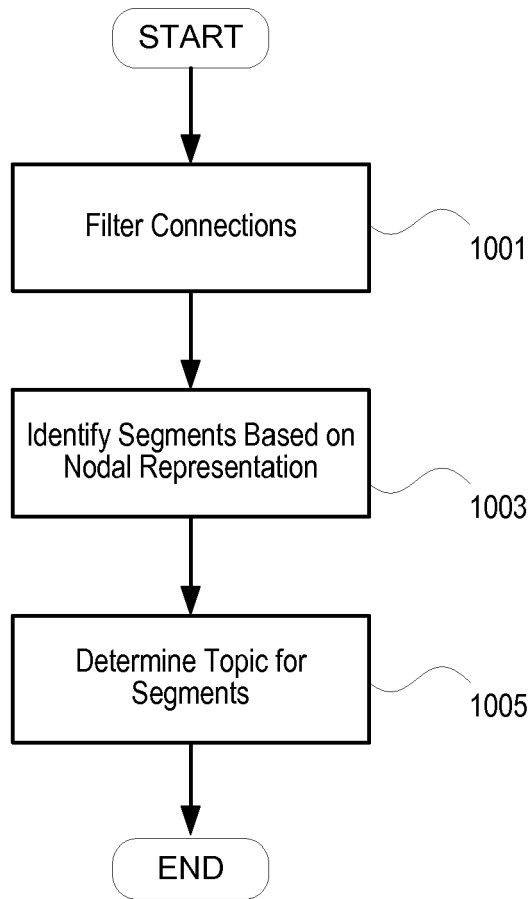 START
Filter Connections
1001
Identify Segments Based on
Nodal Representation
1003
Determine Topic for
Segments
1005
END